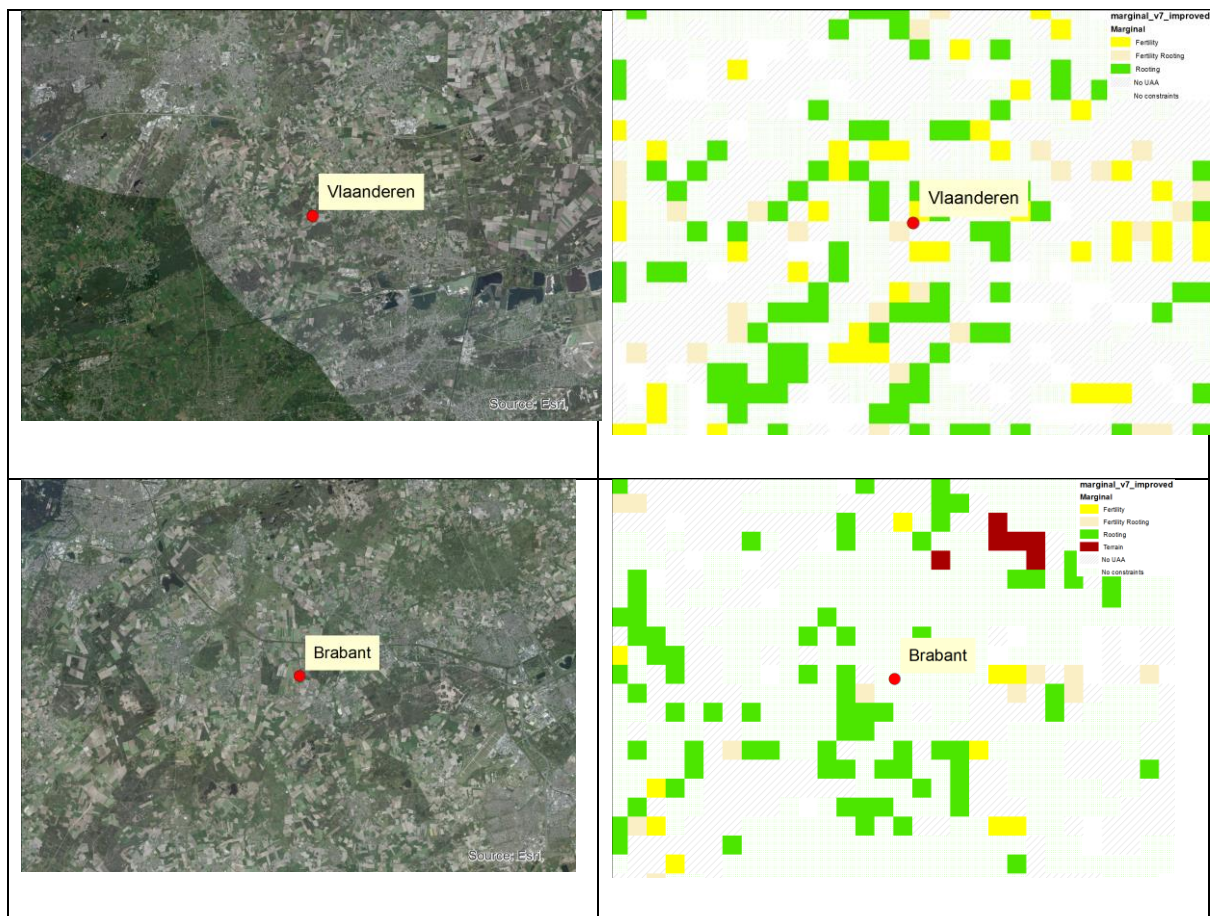 Vlaanderen
Source: Esri,
marginal_v7_improved
Marginal
Fertility
Fertility Rooting
Rooting
No UAA
No constraints
Vlaanderen
Brabant
Source: Esri,
marginal_v7_improved
Marginal
Fertility
Fertility Rooting
Rooting
Terrain
No UAA
No constraints
Brabant